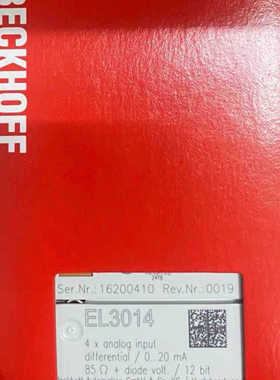 BECKHOFF
Ser.Nr.: 16200410 Rev.Nr.:0019
EL3014
4 x analog input
differential / 0...20 mA
85 Ω + diode volt. / 12 bit